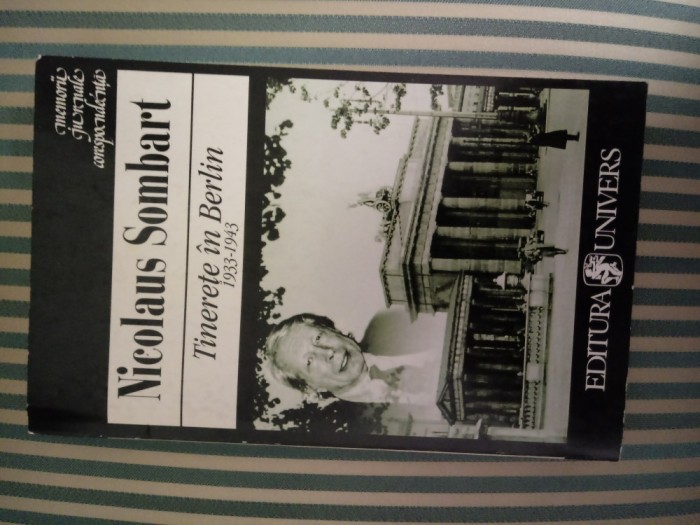 memorii
jurnale
corespondență
Nicolaus Sombart
Tinerețe în Berlin
1933-1943
EDITURA UNIVERS